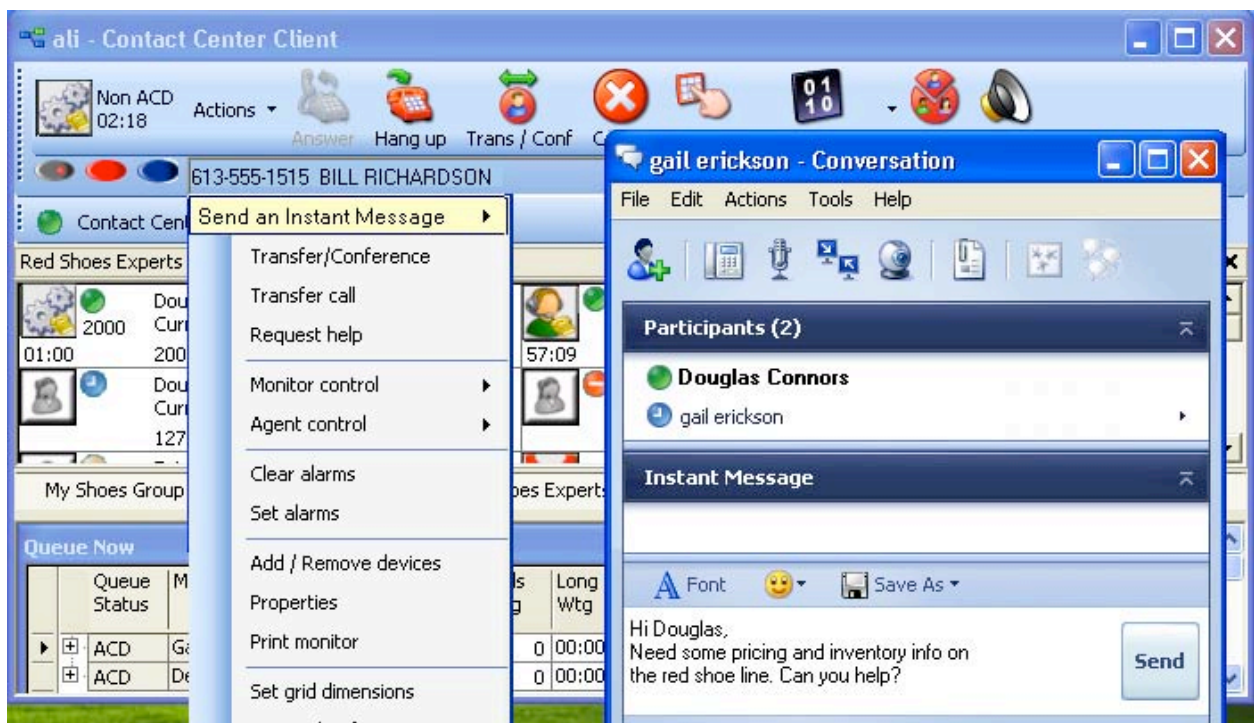 ali - Contact Center Client
Non ACD
02:18
Actions
Answer
Hang up
Trans / Conf
01
10
613-555-1515 BILL RICHARDSON
Contact
Send an Instant Message
Transfer/Conference
Transfer call
Request help
Monitor control
Agent control
Clear alarms
Set alarms
Add / Remove devices
Properties
Print monitor
Set grid dimensions
Red Shoes Experts
2000
01:00
57:09
My Shoes Group
Queue Now
Queue
Status
Long
Wtg
ACD
0 00:00
ACD
0 00:00
gail erickson - Conversation
File Edit Actions Tools Help
Participants (2)
Douglas Connors
gail erickson
Instant Message
Font
Save As
Hi Douglas,
Need some pricing and inventory info on
the red shoe line. Can you help?
Send